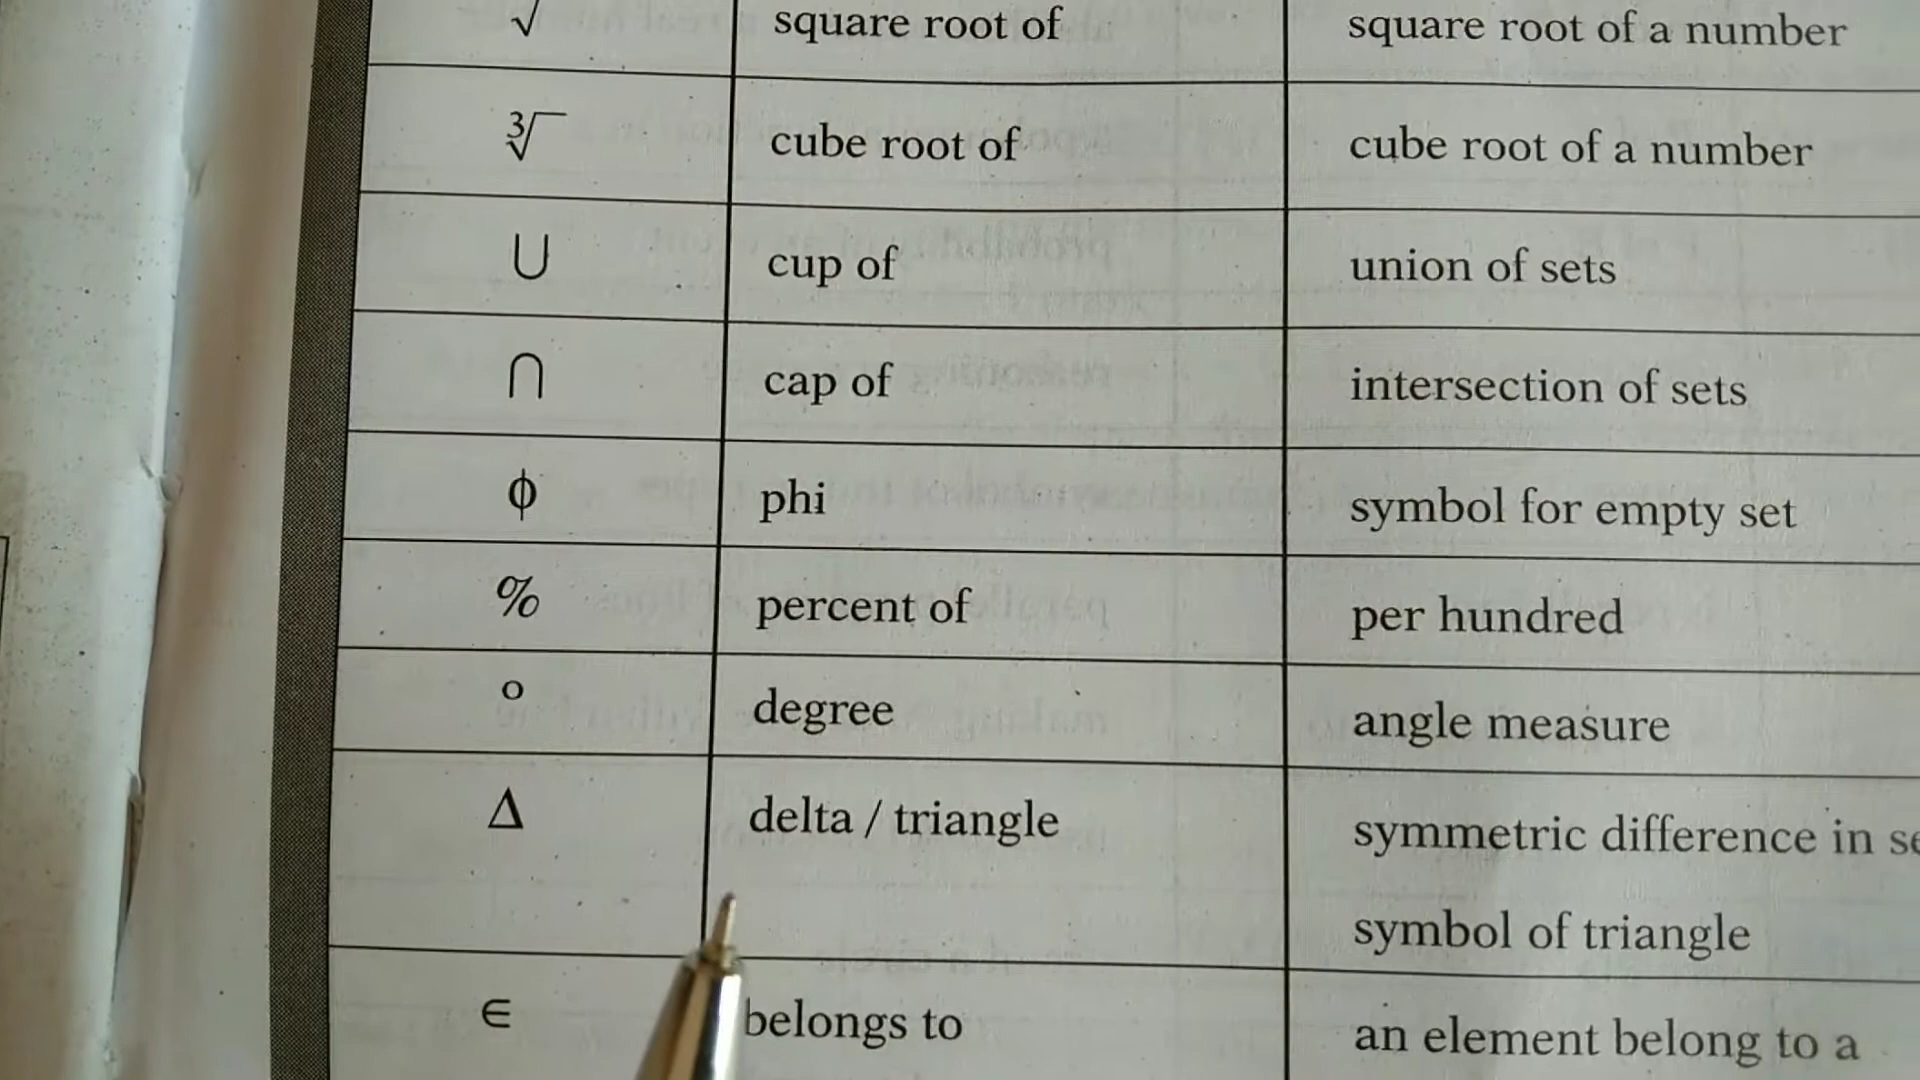 √ square root of square root of a number
∛ cube root of cube root of a number
∪ cup of union of sets
∩ cap of intersection of sets
ϕ phi symbol for empty set
% percent of per hundred
° degree angle measure
Δ delta / triangle symmetric difference in
symbol of triangle
∈ belongs to an element belong to a